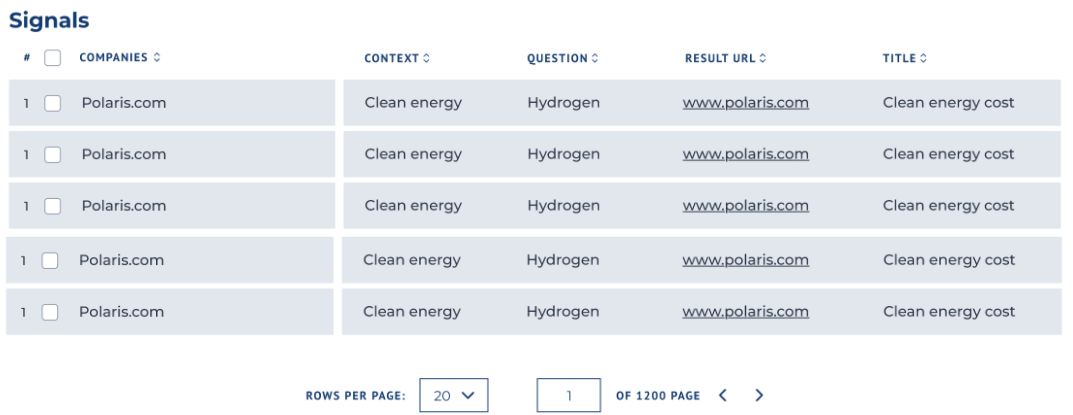 Signals
# COMPANIES CONTEXT QUESTION RESULT URL TITLE
1 Polaris.com Clean energy Hydrogen www.polaris.com Clean energy cost
1 Polaris.com Clean energy Hydrogen www.polaris.com Clean energy cost
1 Polaris.com Clean energy Hydrogen www.polaris.com Clean energy cost
1 Polaris.com Clean energy Hydrogen www.polaris.com Clean energy cost
1 Polaris.com Clean energy Hydrogen www.polaris.com Clean energy cost
ROWS PER PAGE: 20 1 OF 1200 PAGE